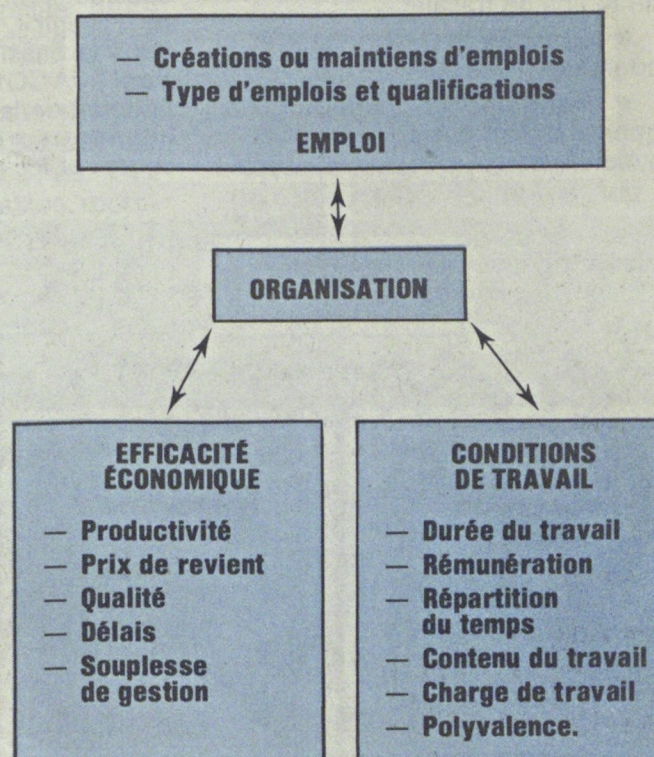 — Créations ou maintiens d'emplois
— Type d'emplois et qualifications
EMPLOI
ORGANISATION
EFFICACITÉ
ÉCONOMIQUE
— Productivité
— Prix de revient
— Qualité
— Délais
— Souplesse
de gestion
CONDITIONS
DE TRAVAIL
— Durée du travail
— Rémunération
— Répartition
du temps
— Contenu du travail
— Charge de travail
— Polyvalence.